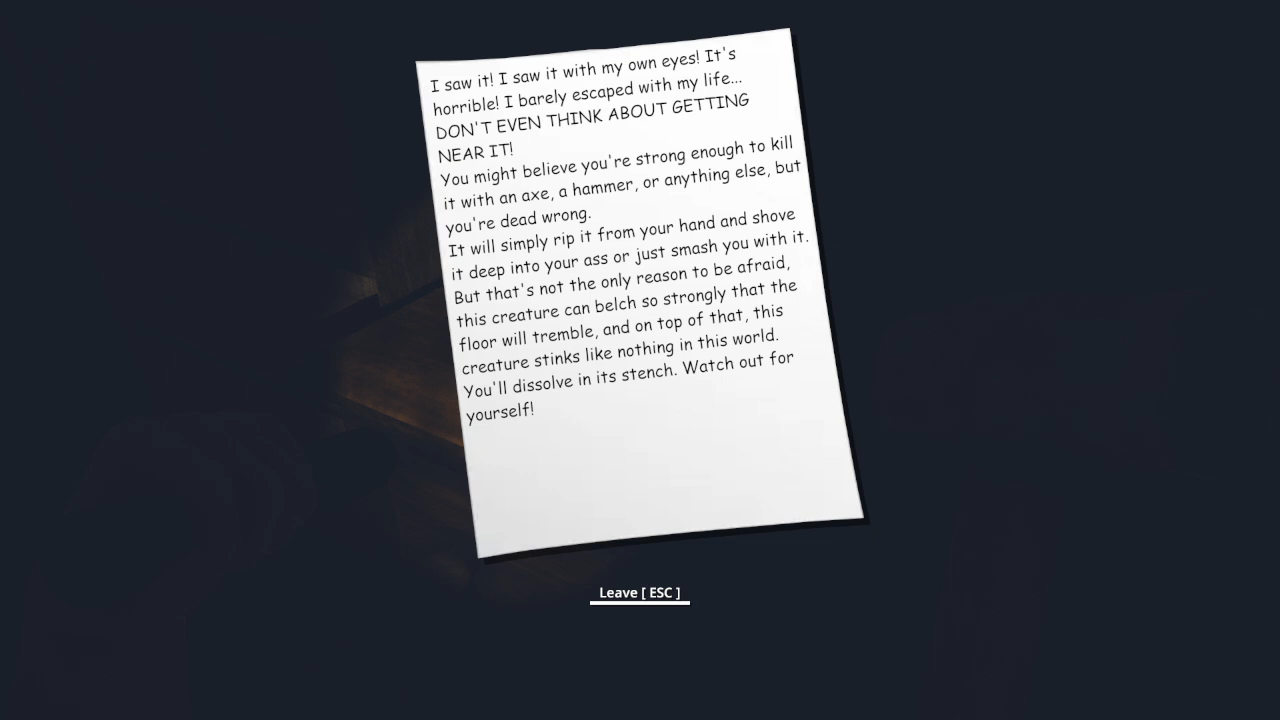 I saw it! I saw it with my own eyes! It's
horrible! I barely escaped with my life...
DON'T EVEN THINK ABOUT GETTING
NEAR IT!
You might believe you're strong enough to kill
it with an axe, a hammer, or anything else, but
you're dead wrong.
It will simply rip it from your hand and shove
it deep into your ass or just smash you with it.
But that's not the only reason to be afraid,
this creature can belch so strongly that the
floor will tremble, and on top of that, this
creature stinks like nothing in this world.
You'll dissolve in its stench. Watch out for
yourself!
Leave [ ESC ]